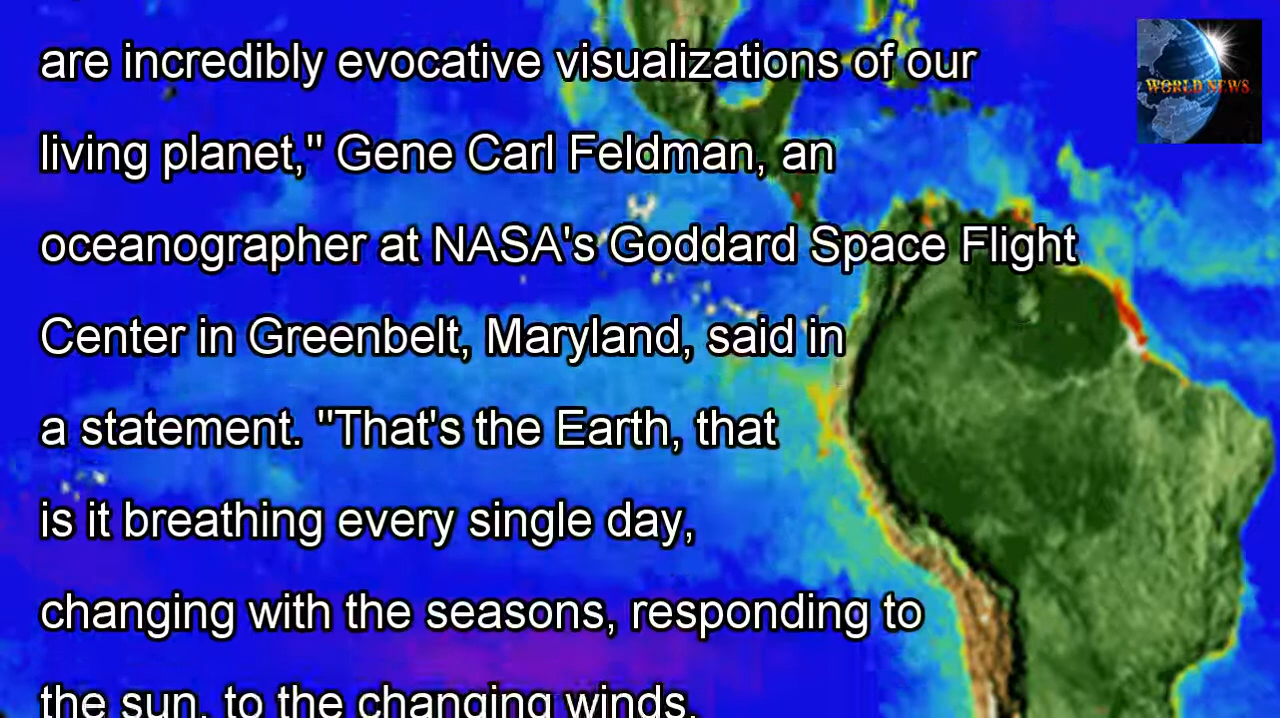 are incredibly evocative visualizations of our
living planet," Gene Carl Feldman, an
oceanographer at NASA's Goddard Space Flight
Center in Greenbelt, Maryland, said in
a statement. "That's the Earth, that
is it breathing every single day,
changing with the seasons, responding to
the sun, to the changing winds,
WORLD NEWS